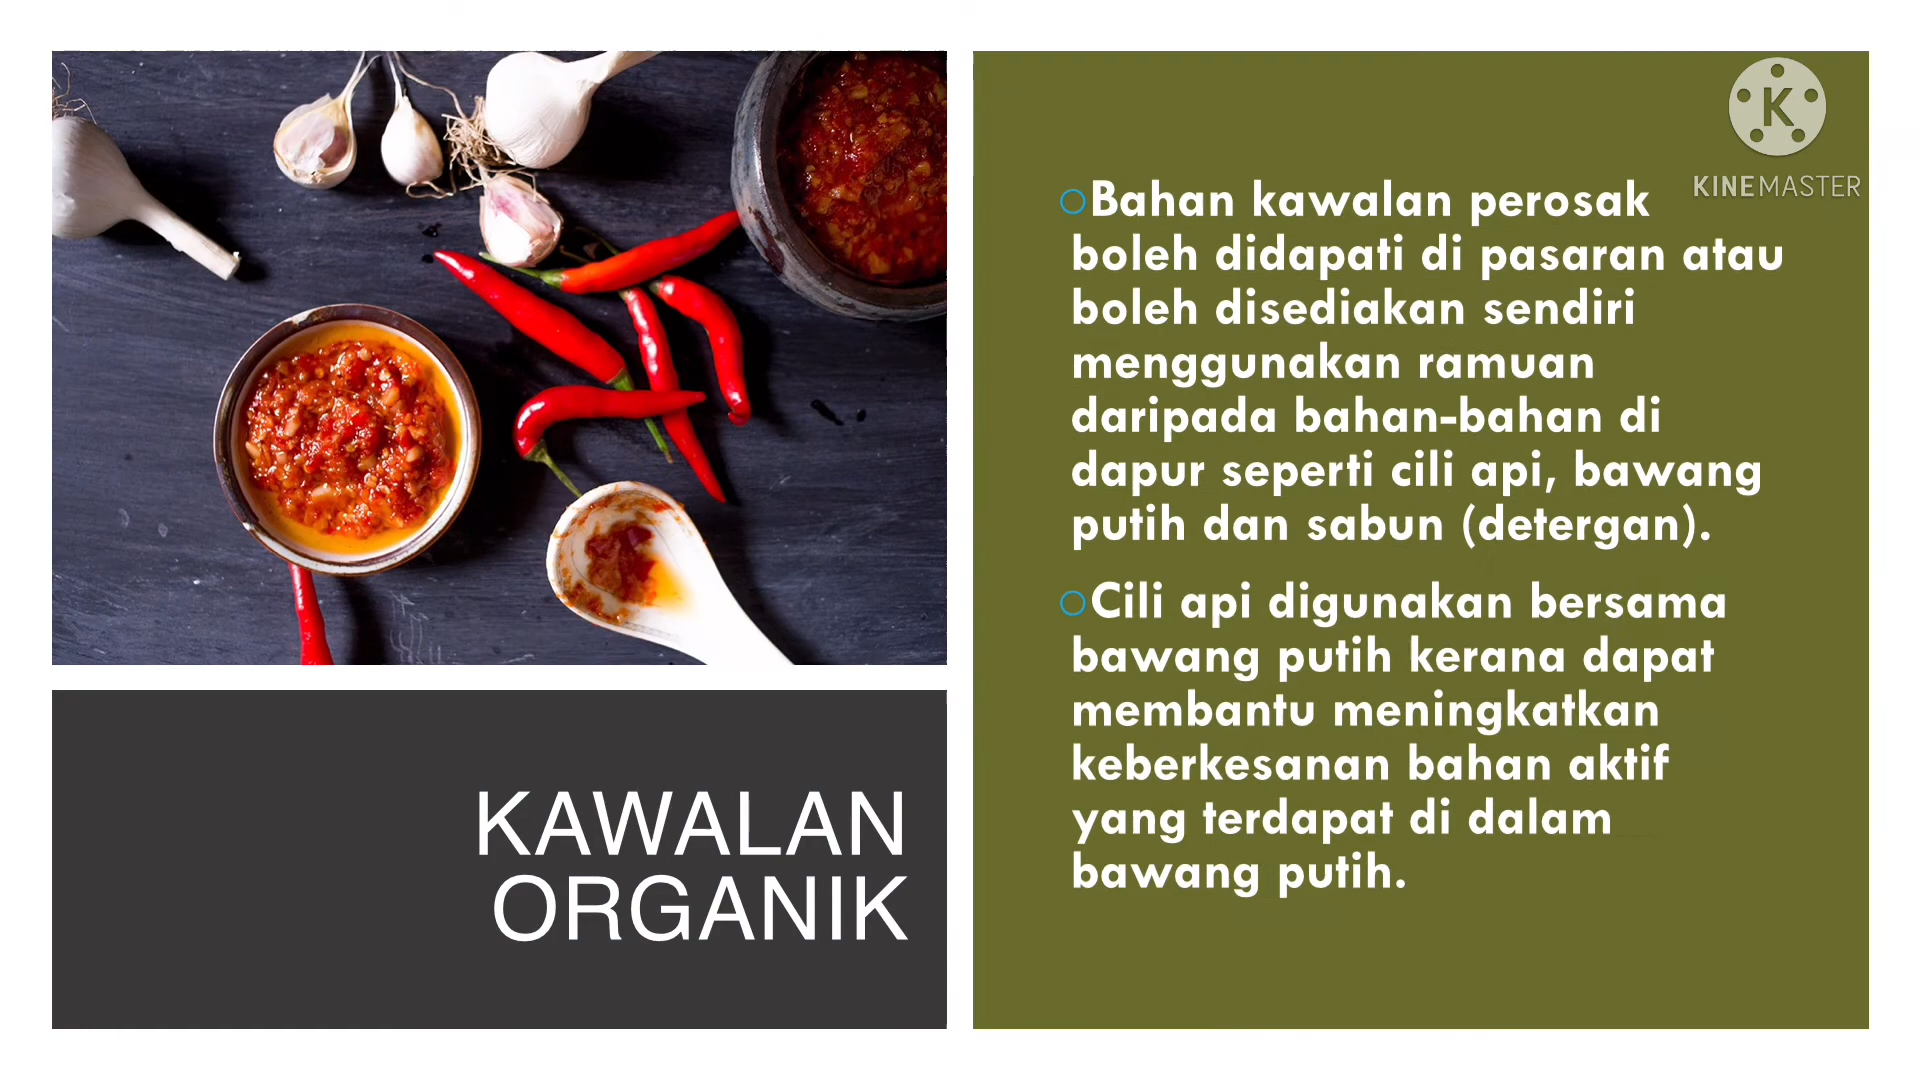 K
KINEMASTER
Bahan kawalan perosak
boleh didapati di pasaran atau
boleh disediakan sendiri
menggunakan ramuan
daripada bahan-bahan di
dapur seperti cili api, bawang
putih dan sabun (detergan).
Cili api digunakan bersama
bawang putih kerana dapat
membantu meningkatkan
keberkesanan bahan aktif
yang terdapat di dalam
bawang putih.
KAWALAN
ORGANIK